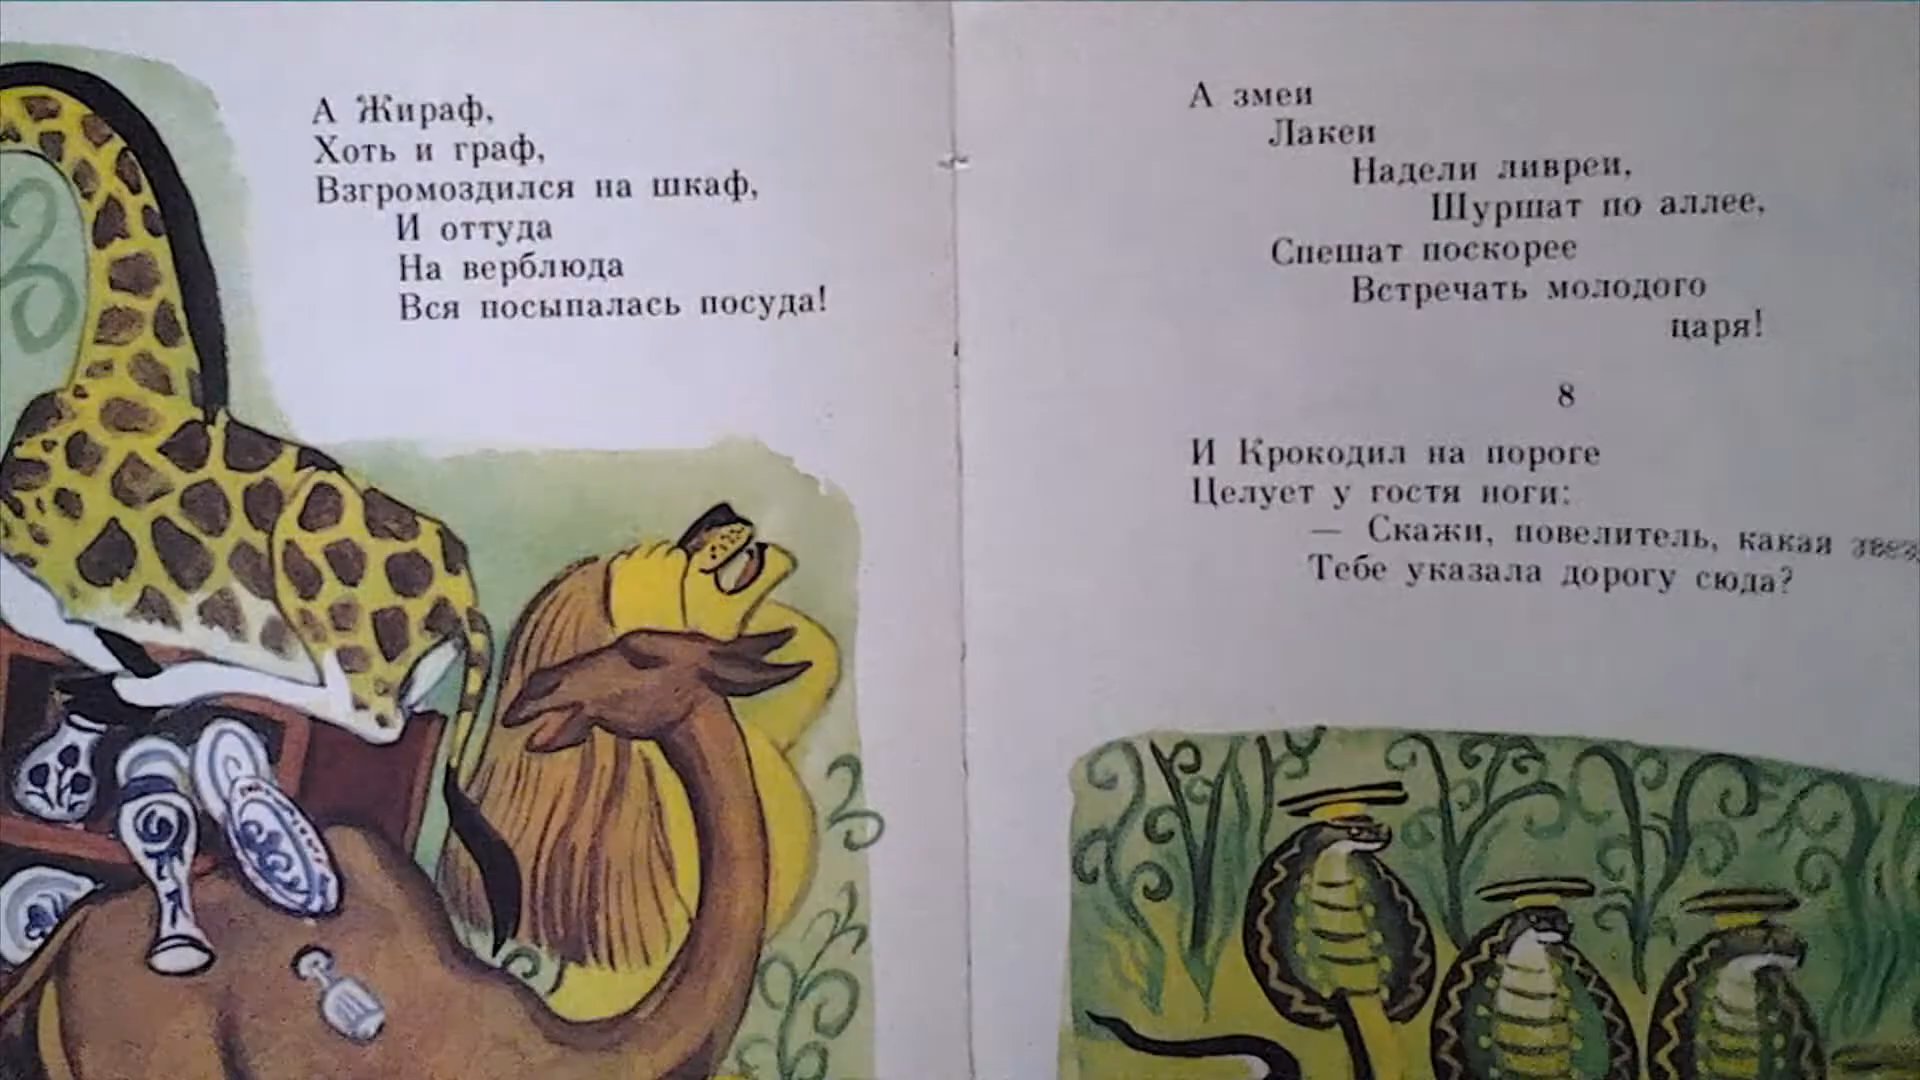 А Жираф,
Хоть и граф,
Взгромоздился на шкаф,
И оттуда
На верблюда
Вся посыпалась посуда!
А змеи
Лакеи
Надели ливреи,
Шуршат по аллее,
Спешат поскорее
Встречать молодого
царя!
8
И Крокодил на пороге
Целует у гостя ноги:
— Скажи, повелитель, какая
Тебе указала дорогу сюда?